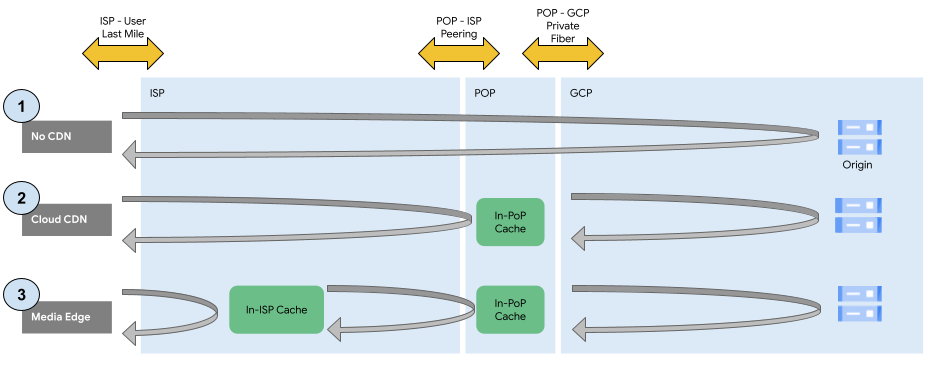 ISP - User
Last Mile
POP - ISP
Peering
POP - GCP
Private
Fiber
ISP
POP
GCP
1
No CDN
Origin
2
Cloud CDN
In-PoP
Cache
3
Media Edge
In-ISP Cache
In-PoP
Cache